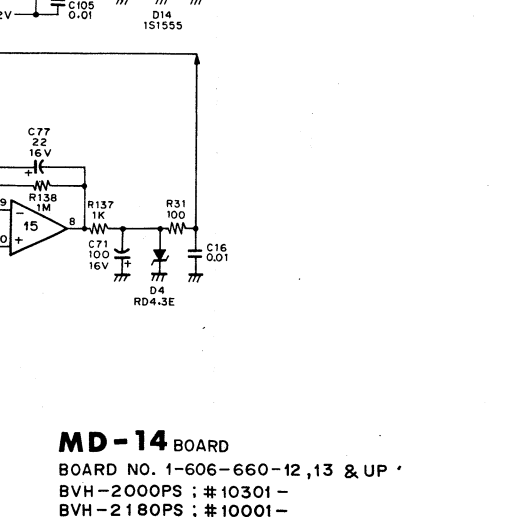 C105
0.01
2V
D14
1S1555
C77
22
16V
+
R138
1M
9
−
15
8
+
0
R137
1K
R31
100
C71
100
16V
+
C16
0.01
D4
RD4.3E
MD-14 BOARD
BOARD NO. 1-606-660-12,13 & UP
BVH-2000PS ; #10301-
BVH-2180PS ; #10001-